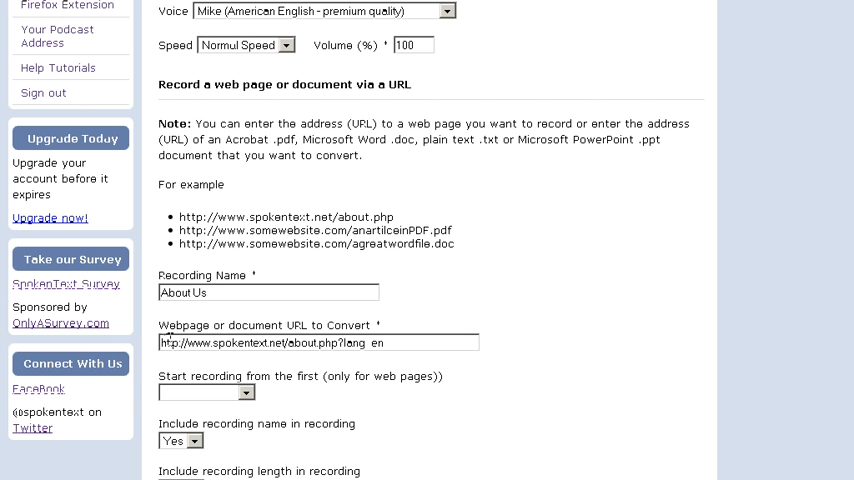 Firefox Extension
Your Podcast
Address
Help Tutorials
Sign out
Upgrade Today
Upgrade your
account before it
expires
Upgrade now!
Take our Survey
SpokenText Survey
Sponsored by
OnlyASurvey.com
Connect With Us
FaceBook
@spokentext on
Twitter
Voice Mike (American English - premium quality)
Speed Normal Speed Volume (%) * 100
Record a web page or document via a URL
Note: You can enter the address (URL) to a web page you want to record or enter the address
(URL) of an Acrobat .pdf, Microsoft Word .doc, plain text .txt or Microsoft PowerPoint .ppt
document that you want to convert.
For example
• http://www.spokentext.net/about.php
• http://www.somewebsite.com/anartilceinPDF.pdf
• http://www.somewebsite.com/agreatwordfile.doc
Recording Name *
About Us
Webpage or document URL to Convert *
http://www.spokentext.net/about.php?lang en
Start recording from the first (only for web pages))
Include recording name in recording
Yes
Include recording length in recording